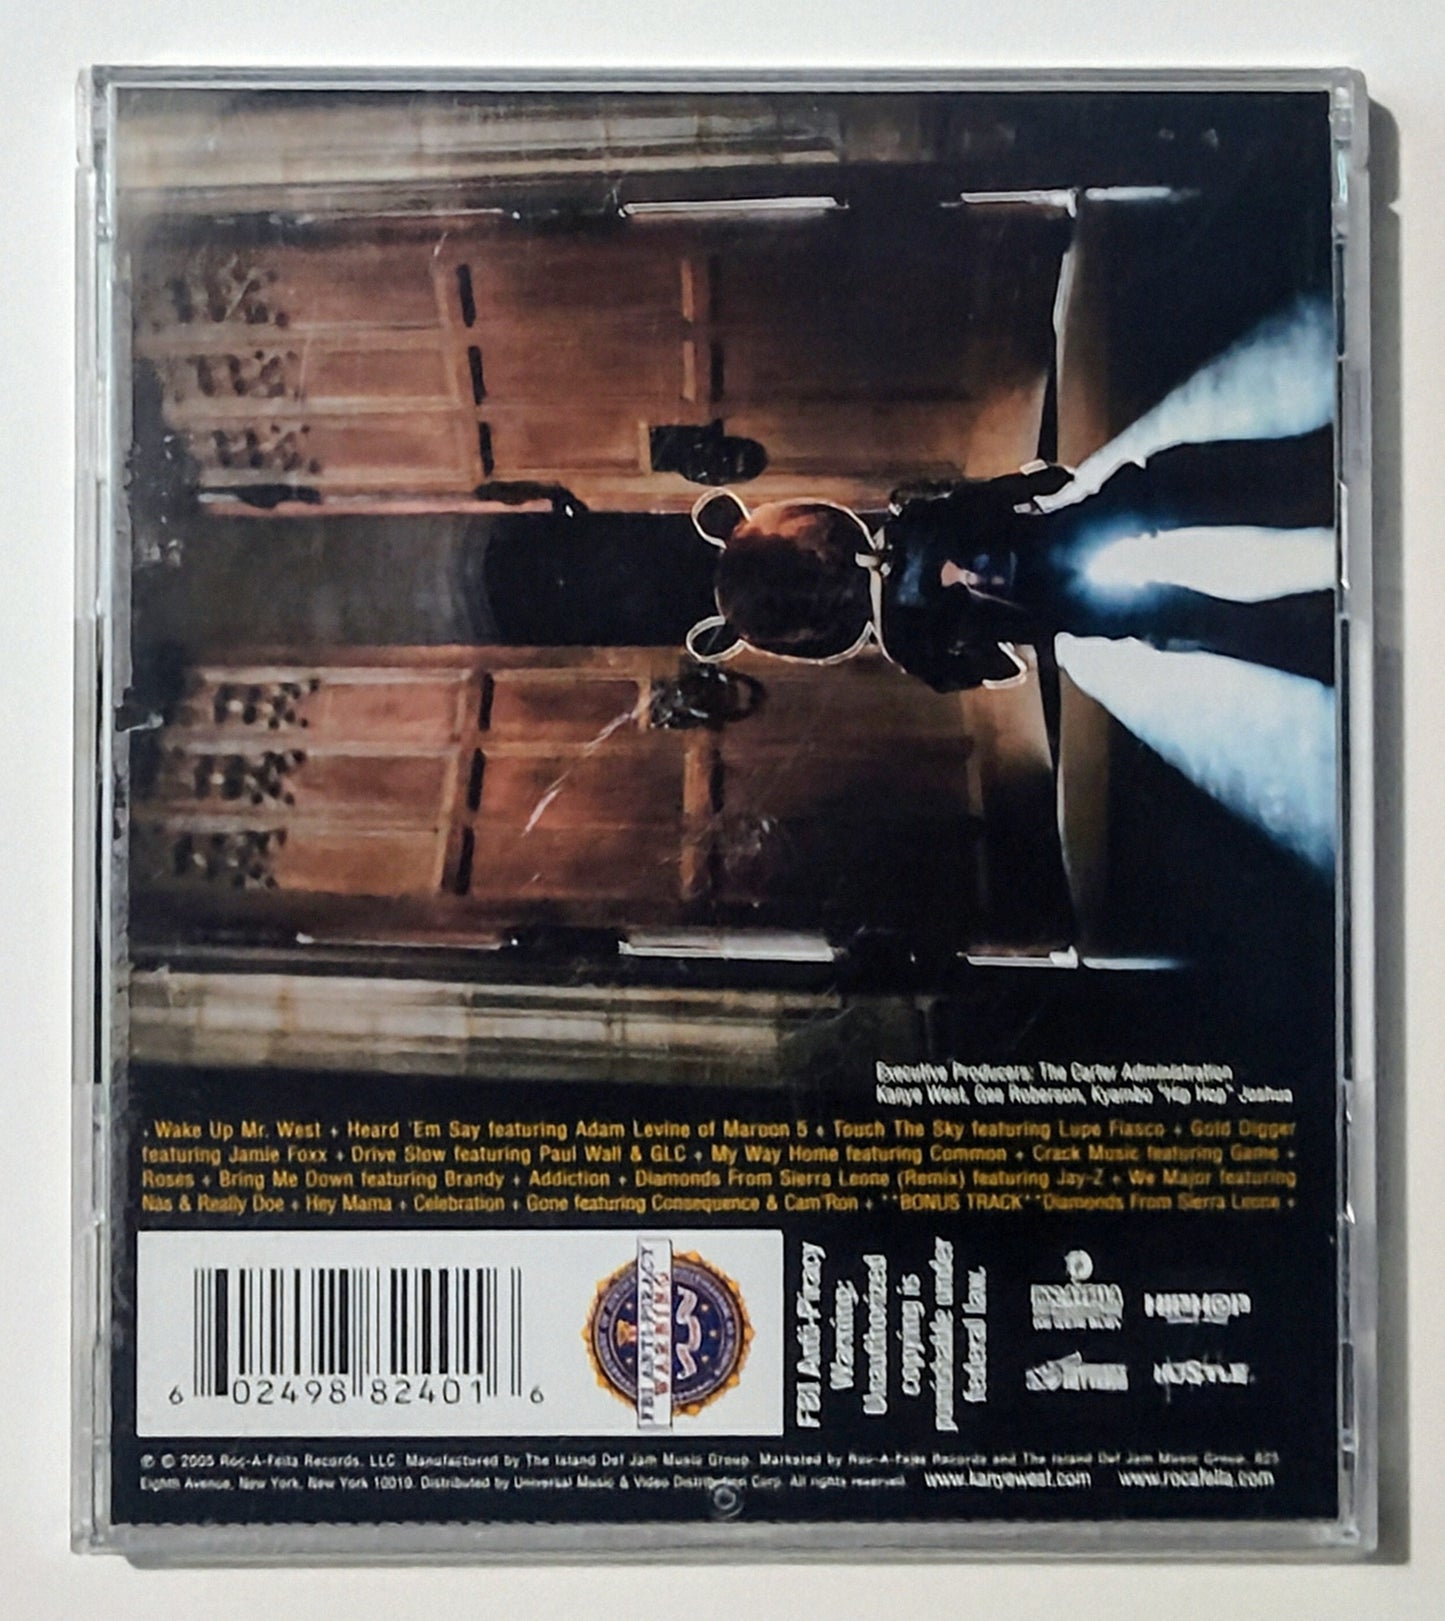 Executive Producers: The Carter Administration
Kanye West, Gee Roberson, Kyambo "Hip Hop" Joshua
+ Wake Up Mr. West + Heard 'Em Say featuring Adam Levine of Maroon 5 + Touch The Sky featuring Lupe Fiasco + Gold Digger
featuring Jamie Foxx + Drive Slow featuring Paul Wall & GLC + My Way Home featuring Common + Crack Music featuring Game +
Roses + Bring Me Down featuring Brandy + Addiction + Diamonds From Sierra Leone (Remix) featuring Jay-Z + We Major featuring
Nas & Really Doe + Hey Mama + Celebration + Gone featuring Consequence & Cam'Ron + **BONUS TRACK**Diamonds From Sierra Leone +
6 02498 82401 6
FBI ANTI-PIRACY
WARNING
FBI Anti-Piracy
Warning:
Unauthorized
copying is
punishable under
federal law.
℗ © 2005 Roc-A-Fella Records, LLC. Manufactured by The Island Def Jam Music Group. Marketed by Roc-A-Fella Records and The Island Def Jam Music Group, 825
Eighth Avenue, New York, New York 10019. Distributed by Universal Music & Video Distribution Corp. All rights reserved. www.kanyewest.com www.rocafella.com